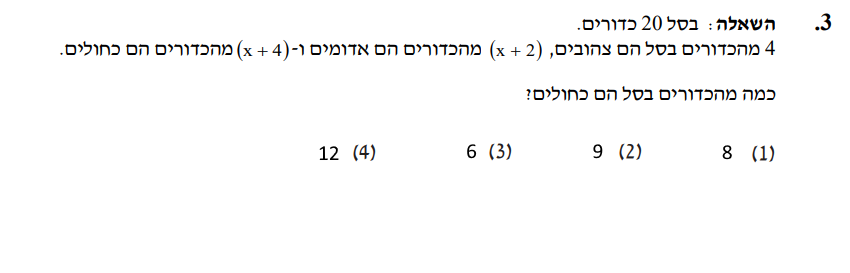 3. השאלה: בסל 20 כדורים.
4 מהכדורים בסל הם צהובים, (x + 2) מהכדורים הם אדומים ו-(x + 4) מהכדורים הם כחולים.
כמה מהכדורים בסל הם כחולים?
(1) 8 (2) 9 (3) 6 (4) 12